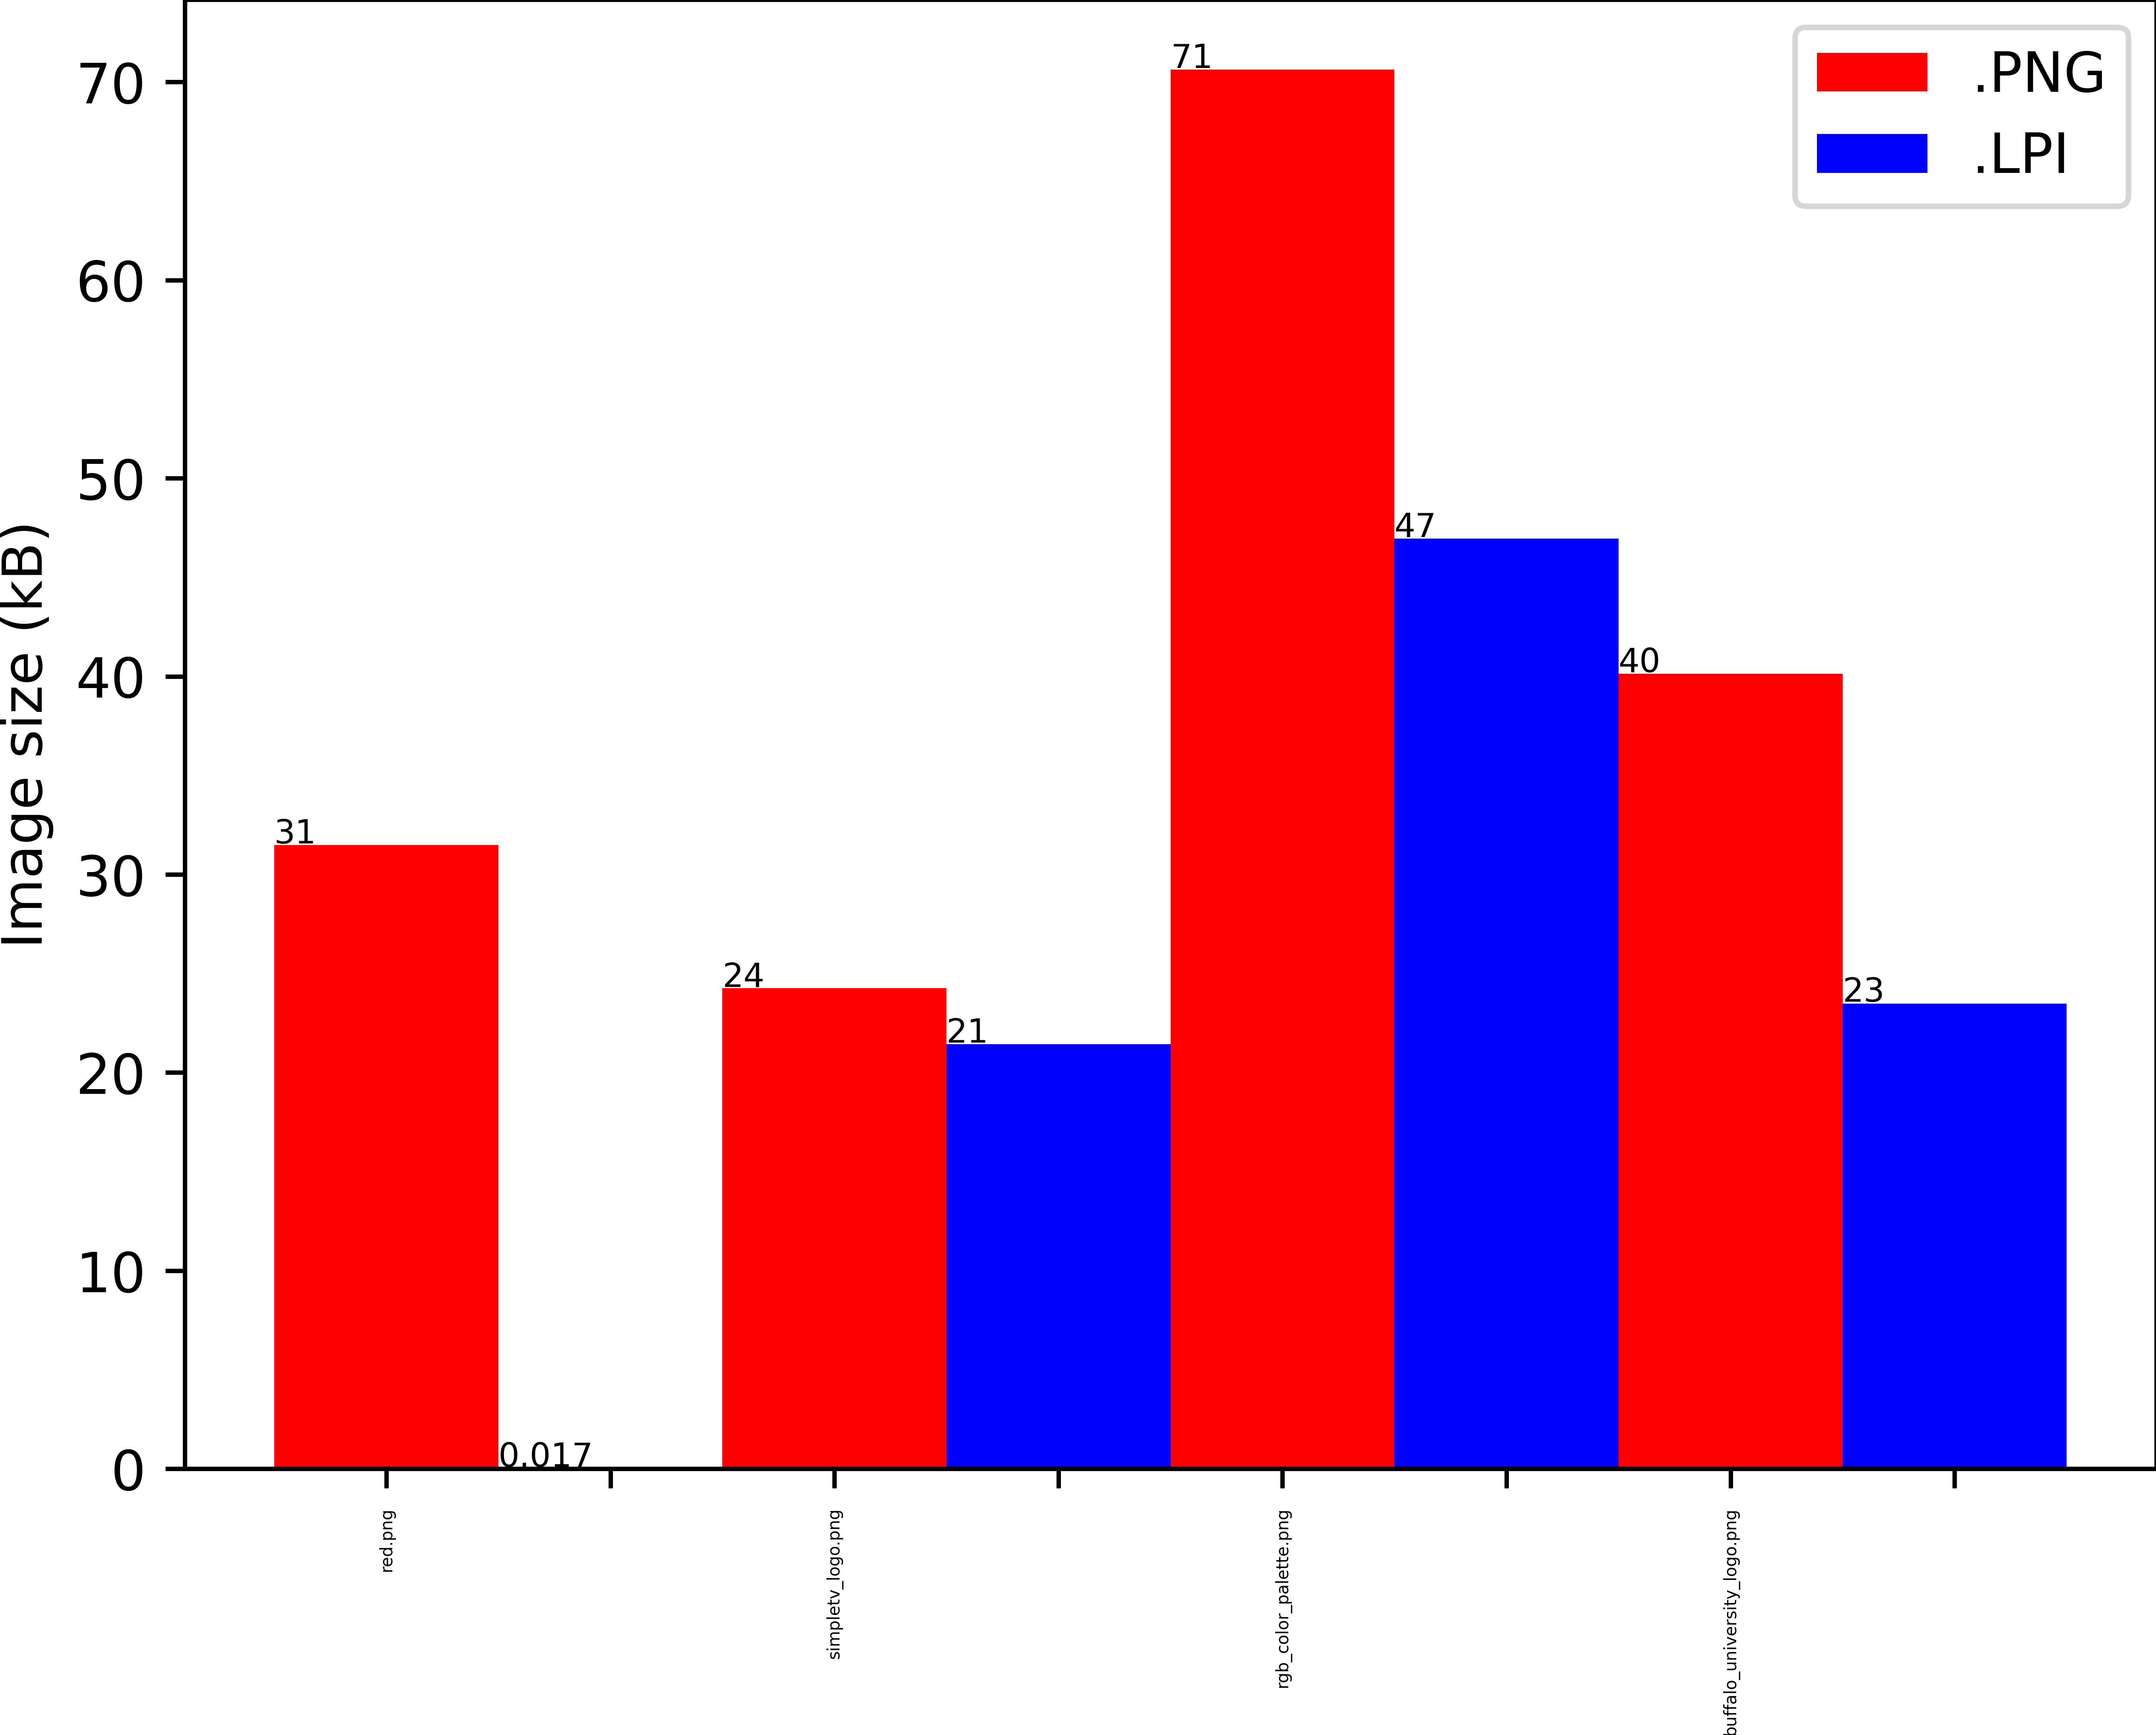 Image size (kB)
70
60
50
40
30
20
10
0
31
0.017
24
21
71
47
40
23
.PNG
.LPI
red.png
simpletv_logo.png
rgb_color_palette.png
buffalo_university_logo.png